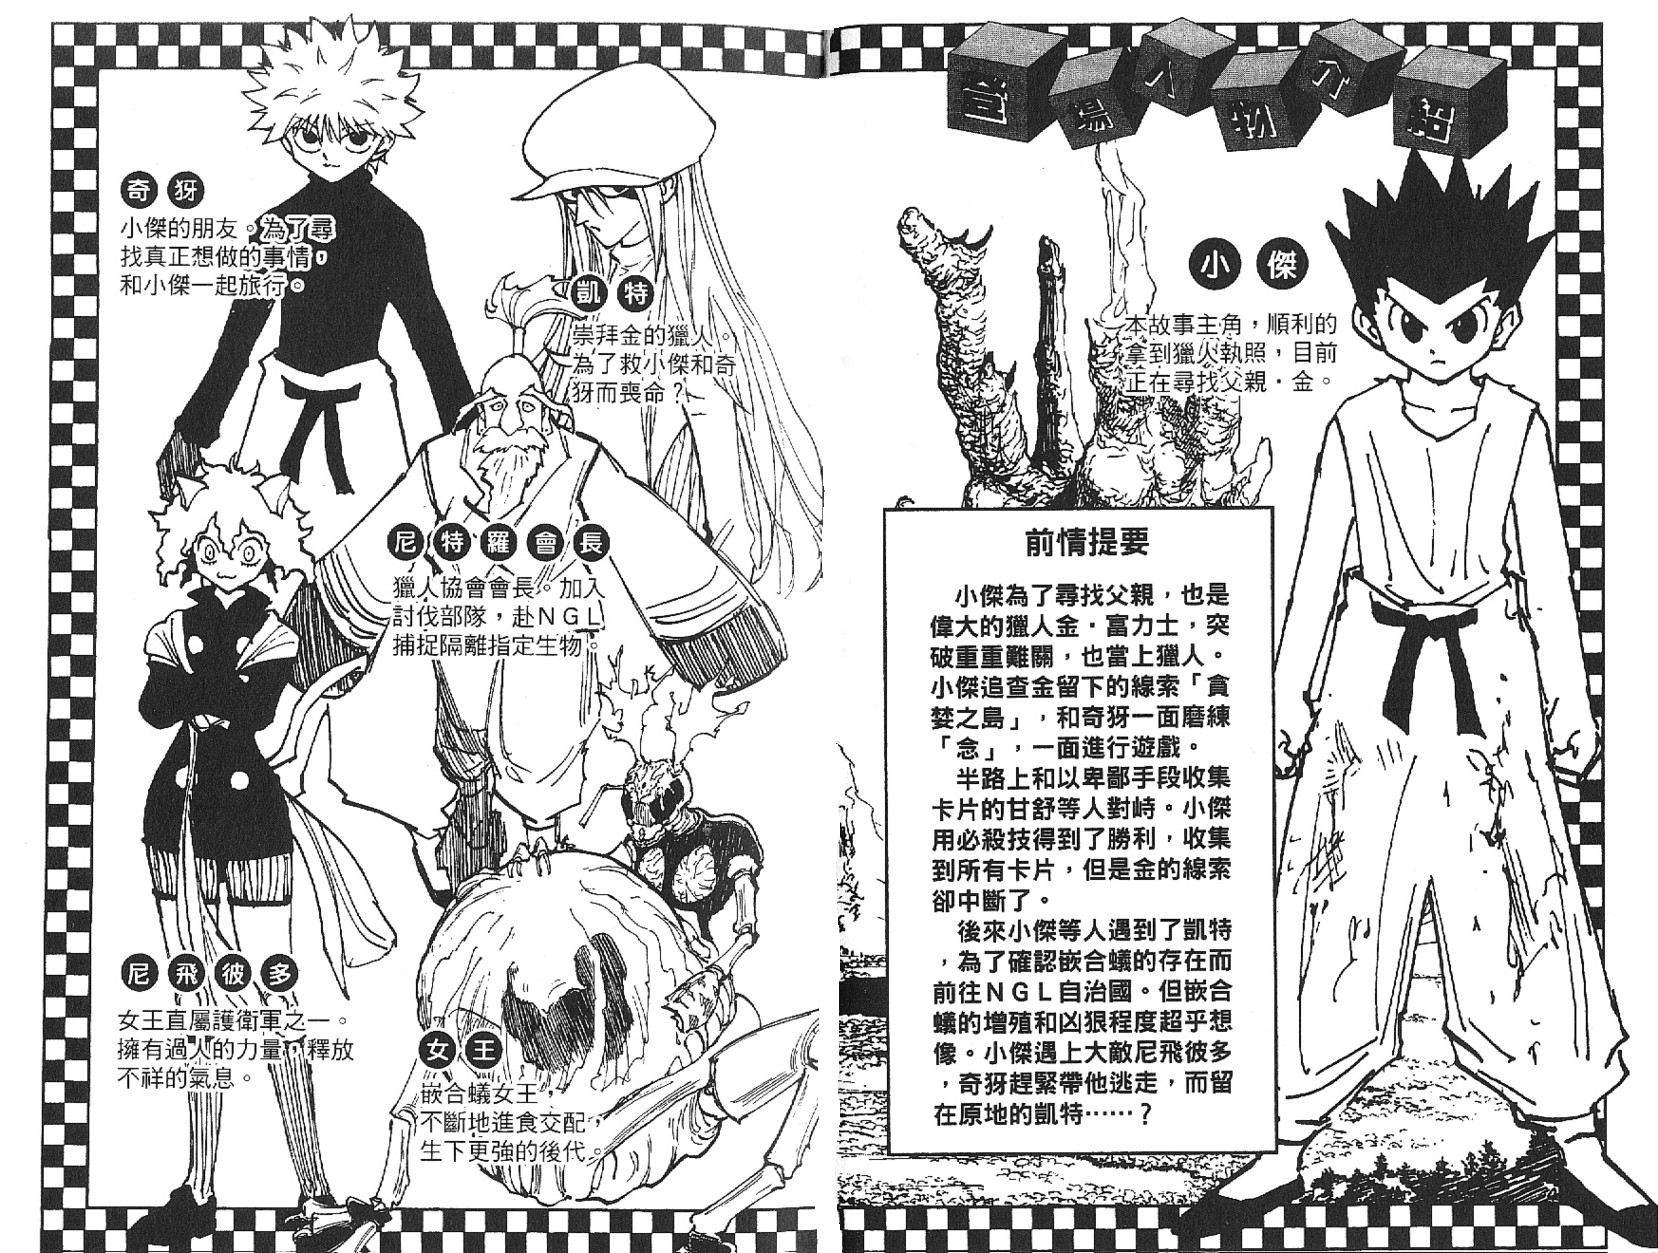 登場人物介紹
小傑
本故事主角，順利的
拿到獵人執照，目前
正在尋找父親・金。
前情提要
小傑為了尋找父親，也是
偉大的獵人金・富力士，突
破重重難關，也當上獵人。
小傑追查金留下的線索「貪
婪之島」，和奇犽一面磨練
「念」，一面進行遊戲。
半路上和以卑鄙手段收集
卡片的甘舒等人對峙。小傑
用必殺技得到了勝利，收集
到所有卡片，但是金的線索
卻中斷了。
後來小傑等人遇到了凱特
，為了確認嵌合蟻的存在而
前往NGL自治國。但嵌合
蟻的增殖和凶狠程度超乎想
像。小傑遇上大敵尼飛彼多
，奇犽趕緊帶他逃走，而留
在原地的凱特……？
奇犽
小傑的朋友。為了尋
找真正想做的事情，
和小傑一起旅行。
凱特
崇拜金的獵人。
為了救小傑和奇
犽而喪命？
尼特羅會長
獵人協會會長。加入
討伐部隊，赴NGL
捕捉隔離指定生物。
尼飛彼多
女王直屬護衛軍之一。
擁有過人的力量，釋放
不祥的氣息。
女王
嵌合蟻女王，
不斷地進食交配，
生下更強的後代。